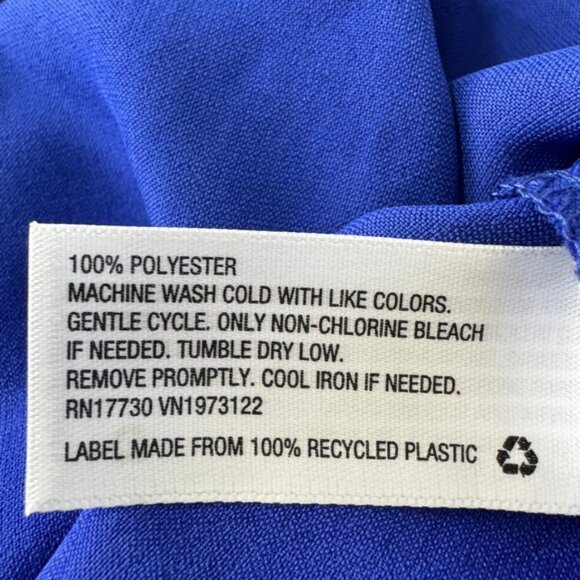 100% POLYESTER
MACHINE WASH COLD WITH LIKE COLORS.
GENTLE CYCLE. ONLY NON-CHLORINE BLEACH
IF NEEDED. TUMBLE DRY LOW.
REMOVE PROMPTLY. COOL IRON IF NEEDED.
RN17730 VN1973122
LABEL MADE FROM 100% RECYCLED PLASTIC